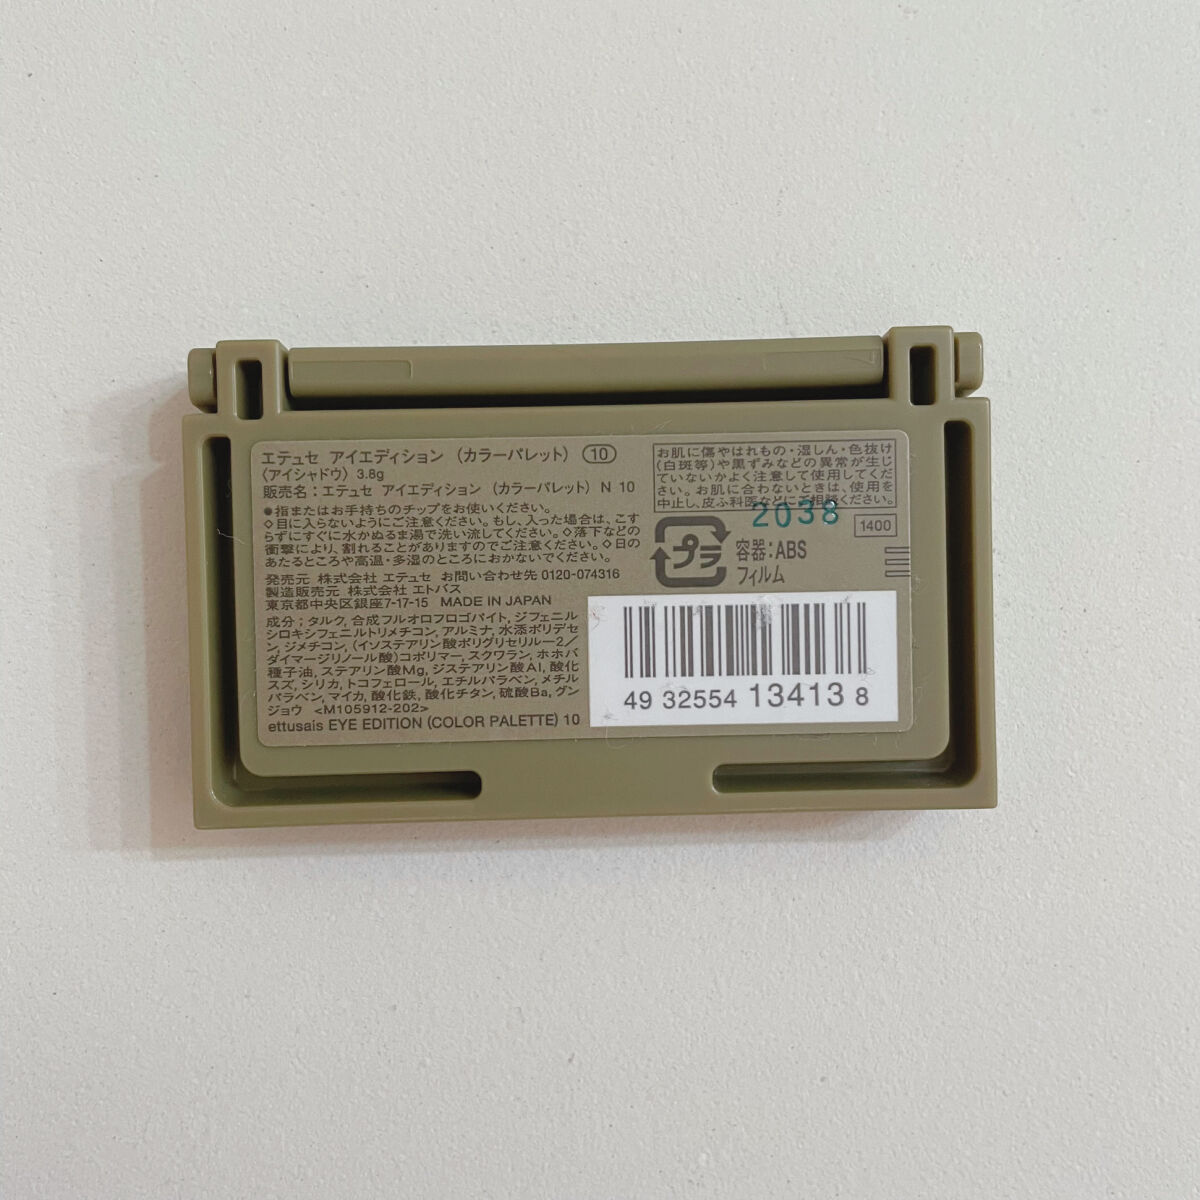 エテュセ アイエディション（カラーパレット）⑩
〈アイシャドウ〉3.8g
販売名：エテュセ アイエディション（カラーパレット）N 10
●指またはお手持ちのチップをお使いください。
◇目に入らないようにご注意ください。もし、入った場合は、こす
らずにすぐに水かぬるま湯で洗い流してください。◇落下などの
衝撃により、割れることがありますのでご注意ください。◇日の
あたるところや高温・多湿のところにおかないでください。
発売元 株式会社 エテュセ お問い合わせ先 0120-074316
製造販売元 株式会社 エトバス
東京都中央区銀座7-17-15 MADE IN JAPAN
成分；タルク, 合成フルオロフロゴパイト, ジフェニル
シロキシフェニルトリメチコン, アルミナ, 水添ポリデセ
ン, ジメチコン, (イソステアリン酸ポリグリセリル－2／
ダイマージリノール酸)コポリマー, スクワラン, ホホバ
種子油, ステアリン酸Mg, ジステアリン酸Al, 酸化
スズ, シリカ, トコフェロール, エチルパラベン, メチル
パラベン, マイカ, 酸化鉄, 酸化チタン, 硫酸Ba, グン
ジョウ <M105912-202>
ettusais EYE EDITION (COLOR PALETTE) 10
お肌に傷やはれもの・湿しん・色抜け
(白斑等)や黒ずみなどの異常が生じ
ていないかよく注意して使用してくだ
さい。お肌に合わないときは、使用を
中止し、皮ふ科医などにご相談ください。
2038
1400
プラ
容器：ABS
フィルム
49 32554 13413 8